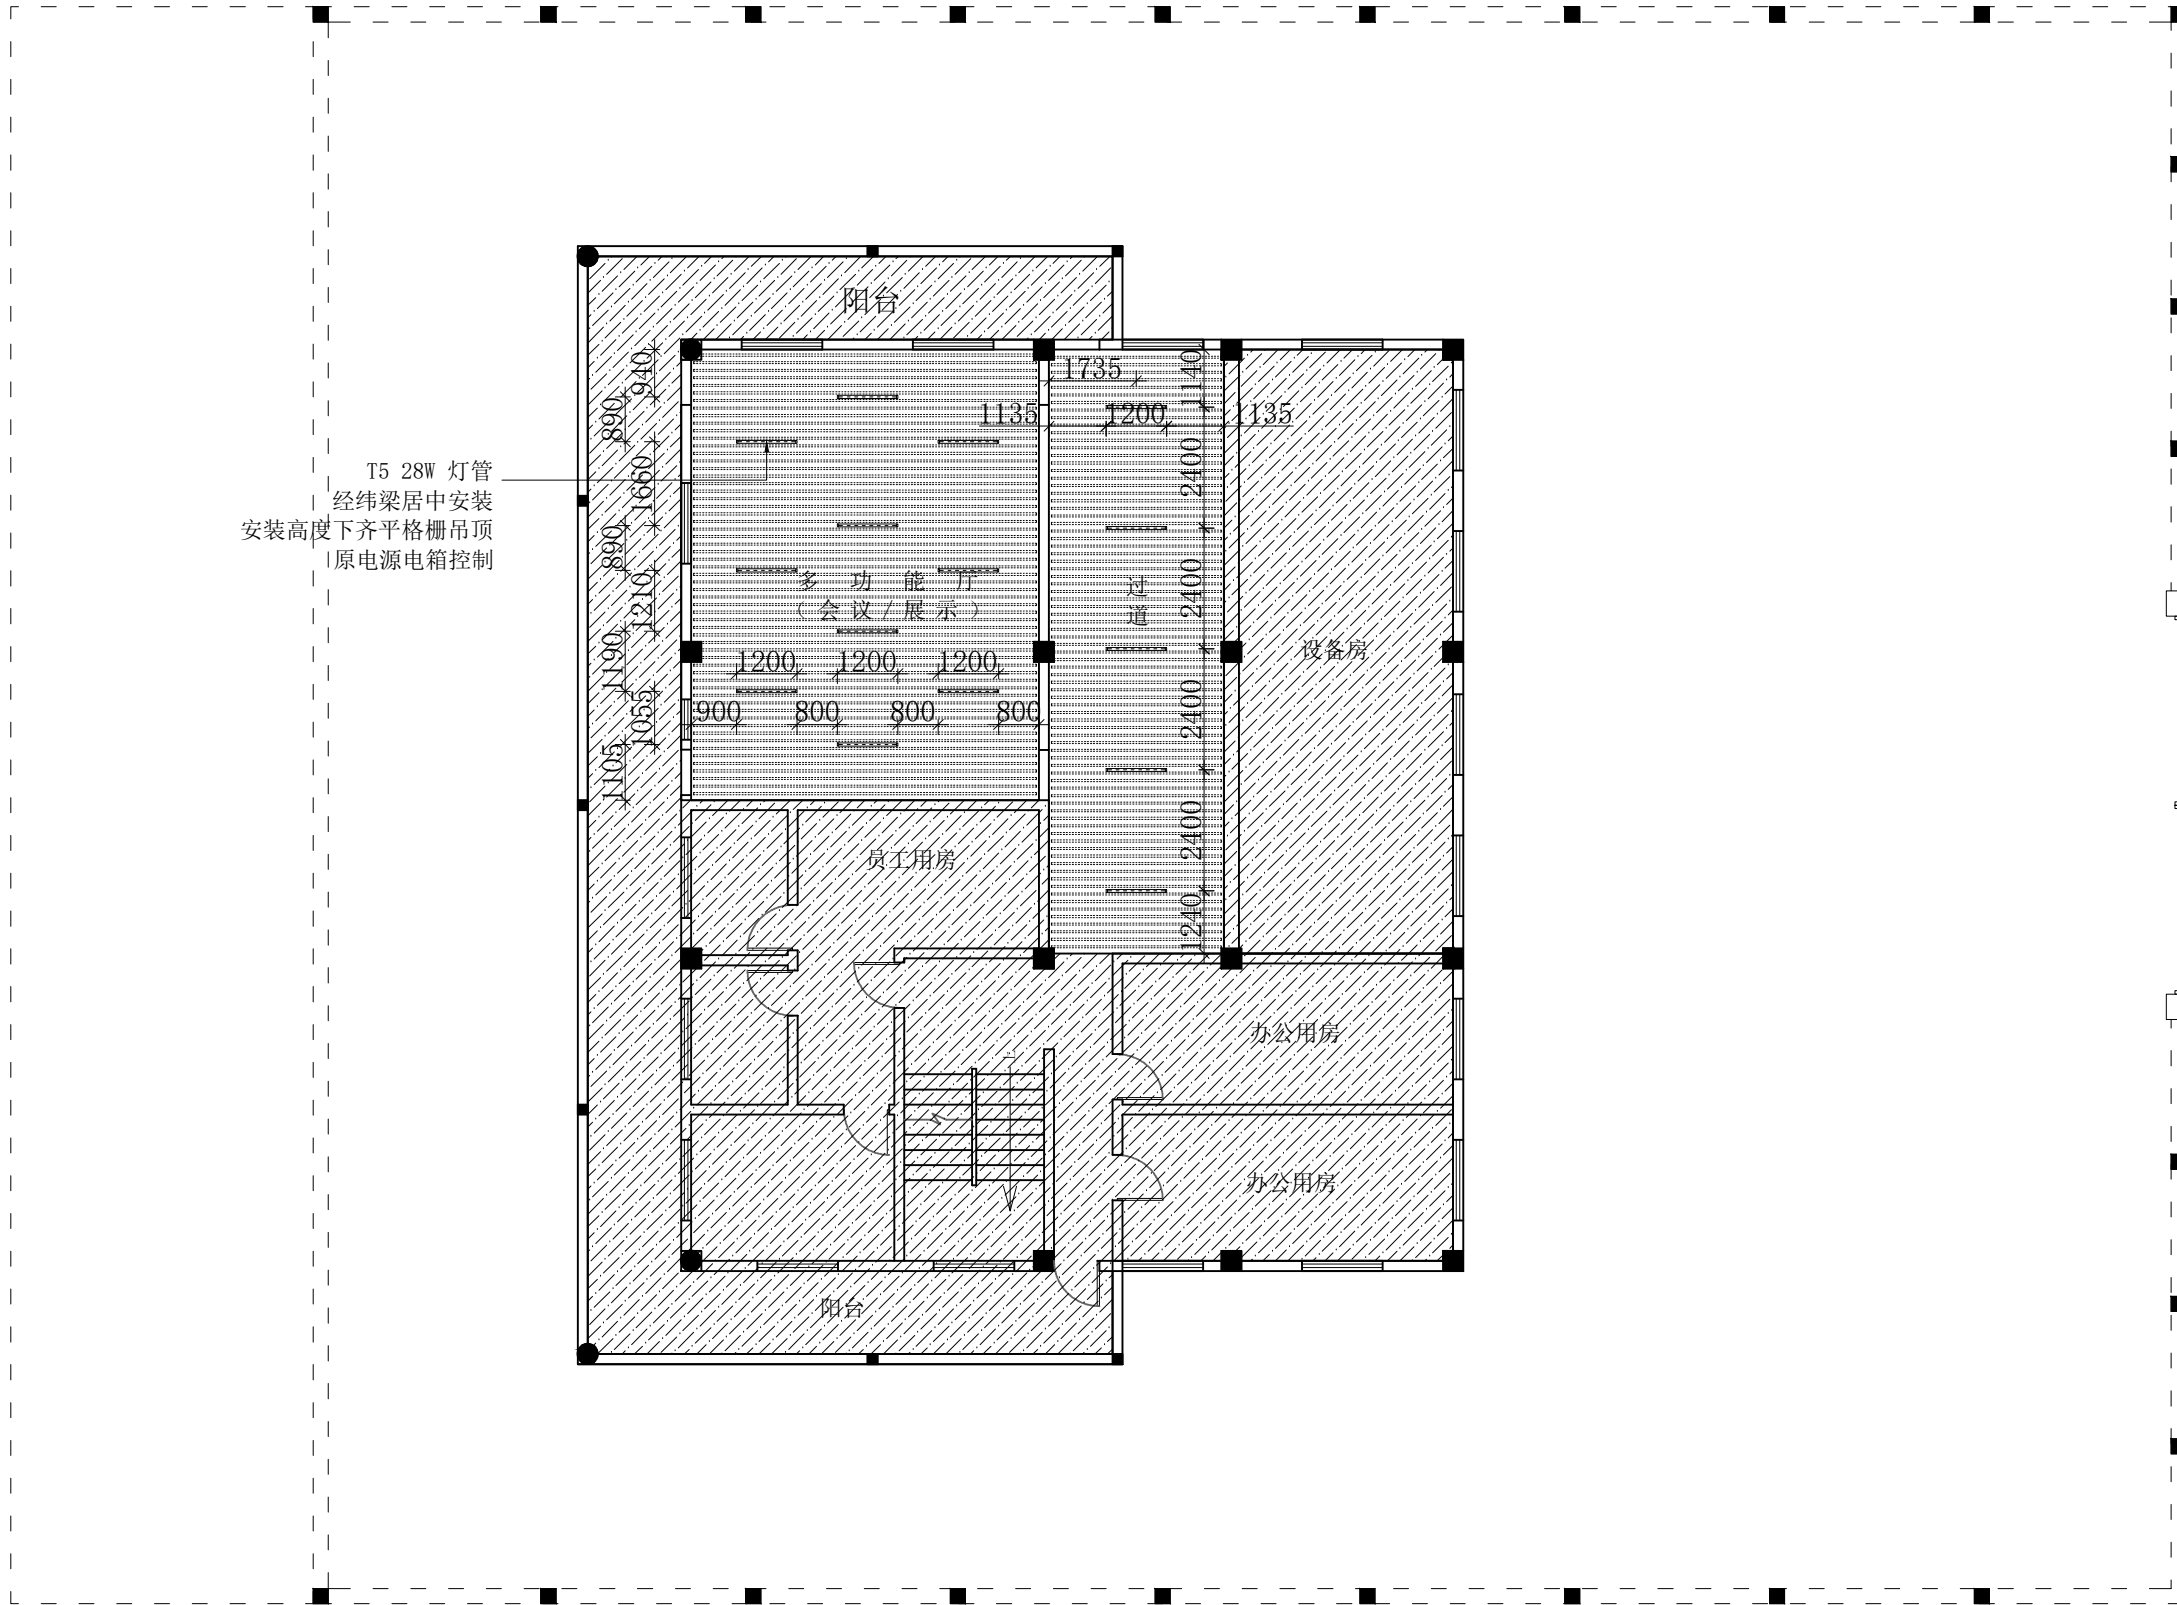 阳台
940
1735
1140
890
1135
1200
1135
T5 28W 灯管
经纬梁居中安装
安装高度下齐平格栅吊顶
原电源电箱控制
1660
2400
890
1210
2400
多 功 能 厅
(会议/展示)
过
道
设备房
1190
1200
1200
1200
2400
900
800
800
800
1055
1105
2400
员工用房
1240
办公用房
办公用房
阳台